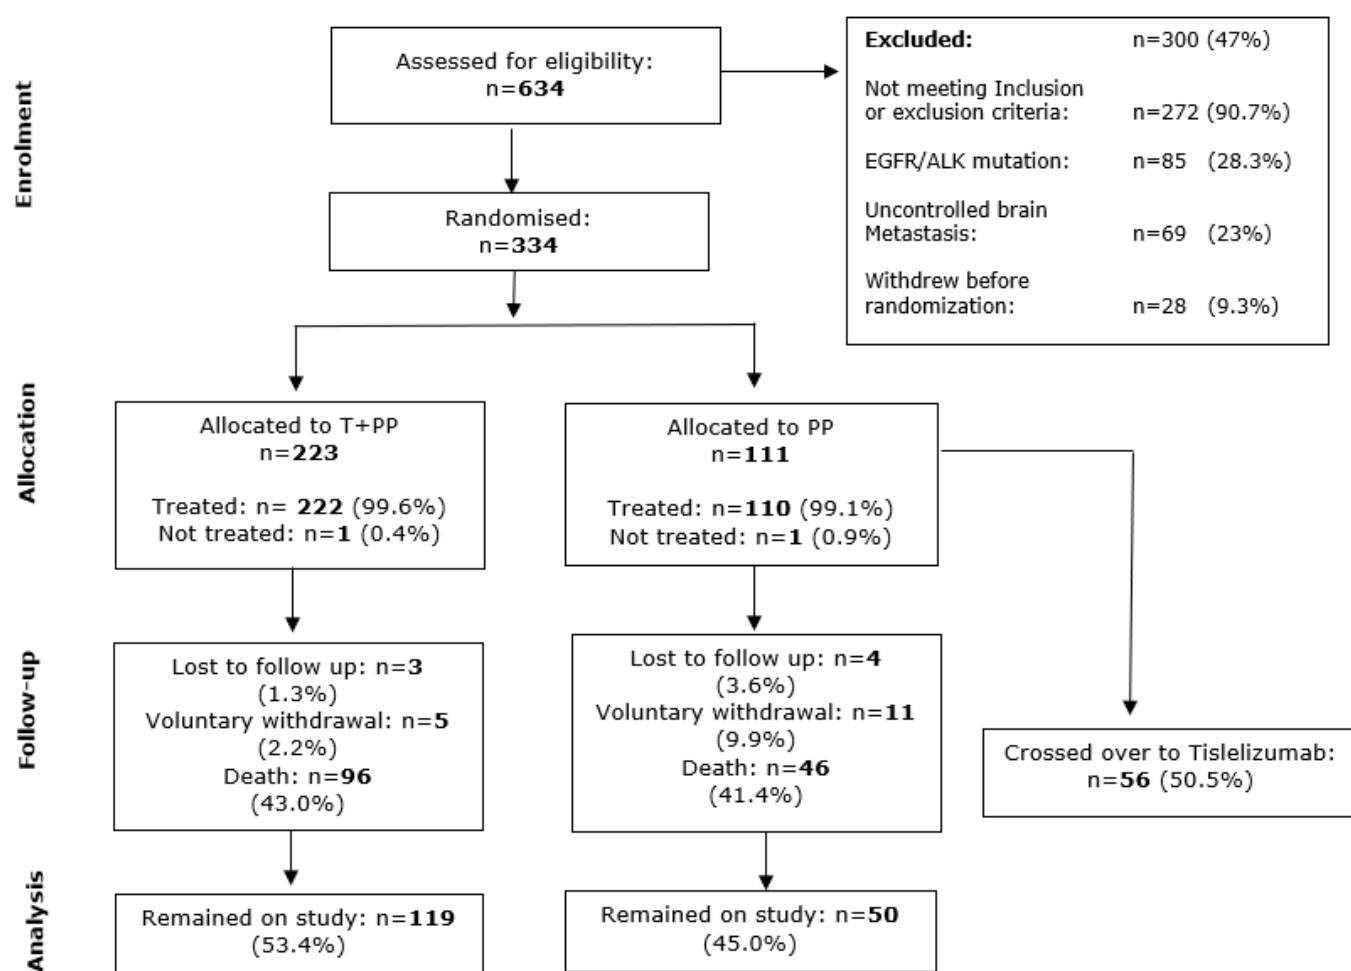 Enrolment
Assessed for eligibility:
n=634
Excluded: n=300 (47%)
Not meeting Inclusion
or exclusion criteria: n=272 (90.7%)
EGFR/ALK mutation: n=85 (28.3%)
Uncontrolled brain
Metastasis: n=69 (23%)
Withdrew before
randomization: n=28 (9.3%)
Randomised:
n=334
Allocation
Allocated to T+PP
n=223
Treated: n= 222 (99.6%)
Not treated: n=1 (0.4%)
Allocated to PP
n=111
Treated: n=110 (99.1%)
Not treated: n=1 (0.9%)
Follow-up
Lost to follow up: n=3
(1.3%)
Voluntary withdrawal: n=5
(2.2%)
Death: n=96
(43.0%)
Lost to follow up: n=4
(3.6%)
Voluntary withdrawal: n=11
(9.9%)
Death: n=46
(41.4%)
Crossed over to Tislelizumab:
n=56 (50.5%)
Analysis
Remained on study: n=119
(53.4%)
Remained on study: n=50
(45.0%)